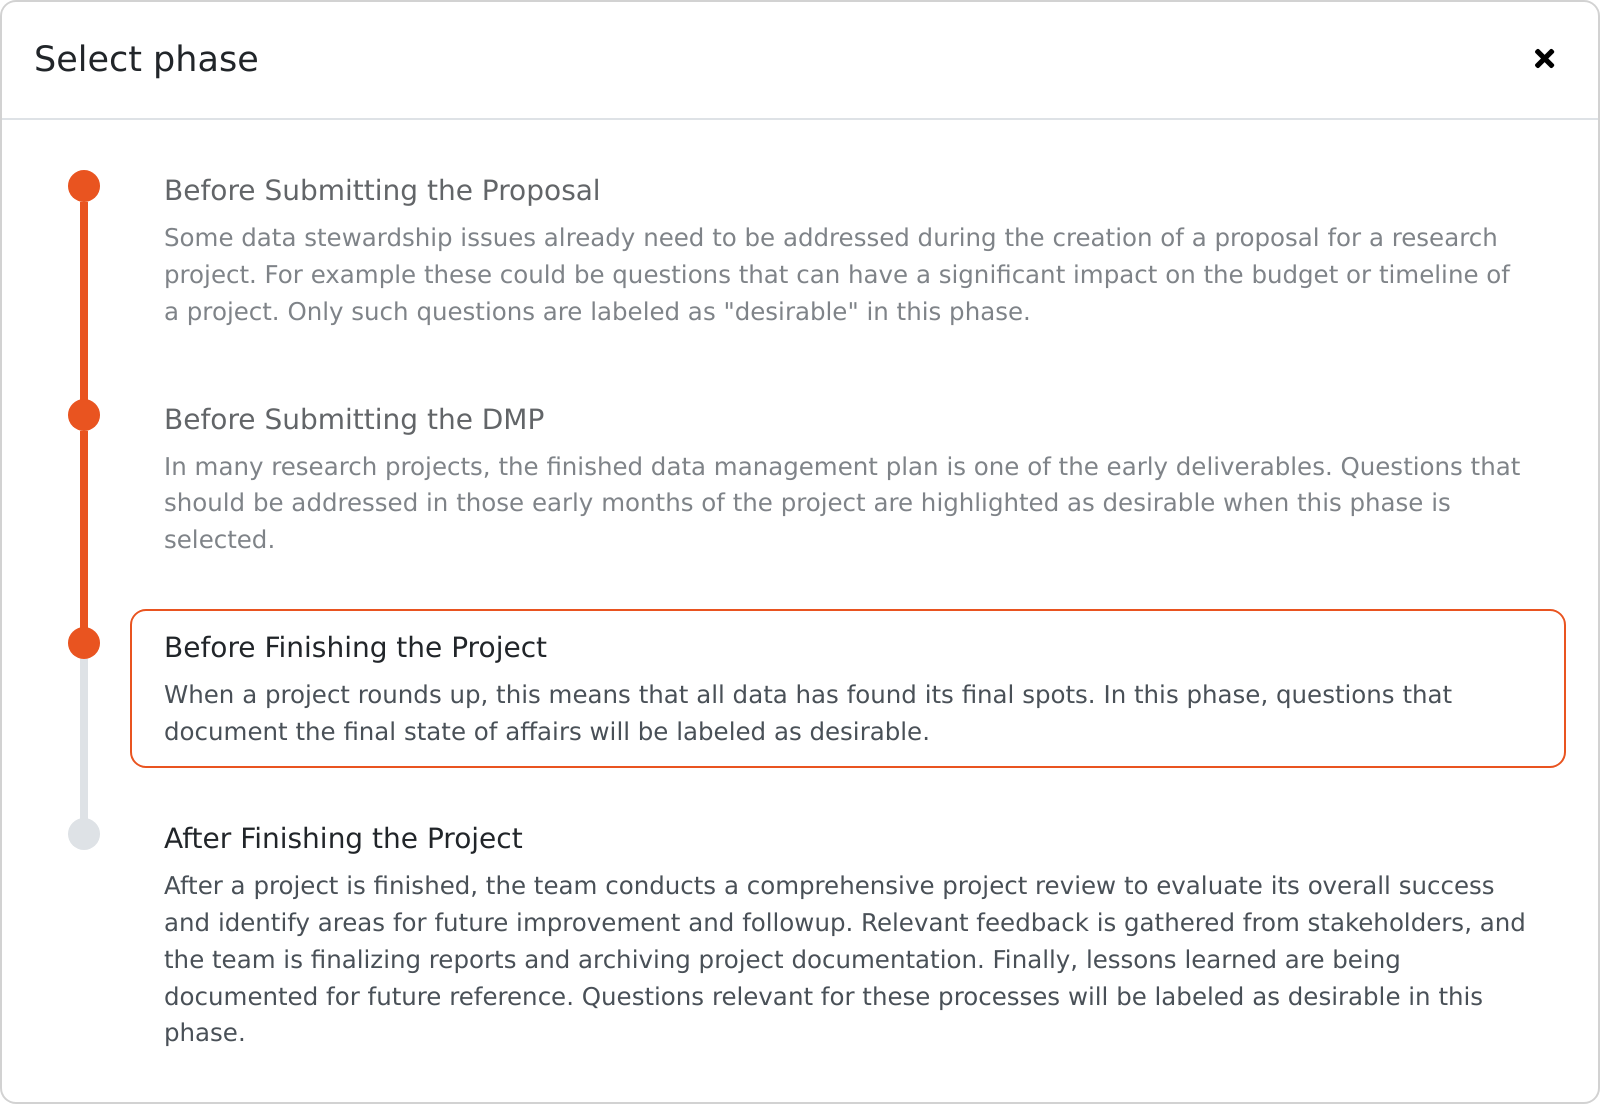 Select phase
Before Submitting the Proposal
Some data stewardship issues already need to be addressed during the creation of a proposal for a research
project. For example these could be questions that can have a significant impact on the budget or timeline of
a project. Only such questions are labeled as "desirable" in this phase.
Before Submitting the DMP
In many research projects, the finished data management plan is one of the early deliverables. Questions that
should be addressed in those early months of the project are highlighted as desirable when this phase is
selected.
Before Finishing the Project
When a project rounds up, this means that all data has found its final spots. In this phase, questions that
document the final state of affairs will be labeled as desirable.
After Finishing the Project
After a project is finished, the team conducts a comprehensive project review to evaluate its overall success
and identify areas for future improvement and followup. Relevant feedback is gathered from stakeholders, and
the team is finalizing reports and archiving project documentation. Finally, lessons learned are being
documented for future reference. Questions relevant for these processes will be labeled as desirable in this
phase.